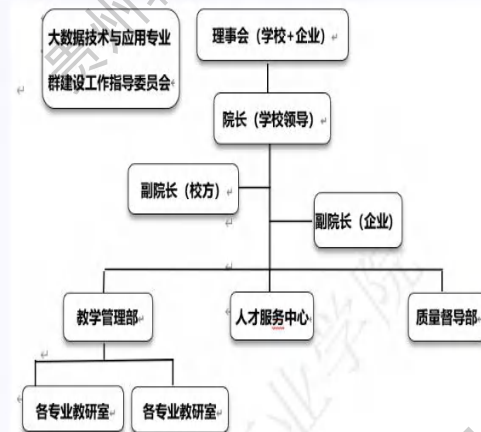 大数据技术与应用专业
群建设工作指导委员会
理事会（学校+企业）
院长（学校领导）
副院长（校方）
副院长（企业）
教学管理部
人才服务中心
质量督导部
各专业教研室
各专业教研室